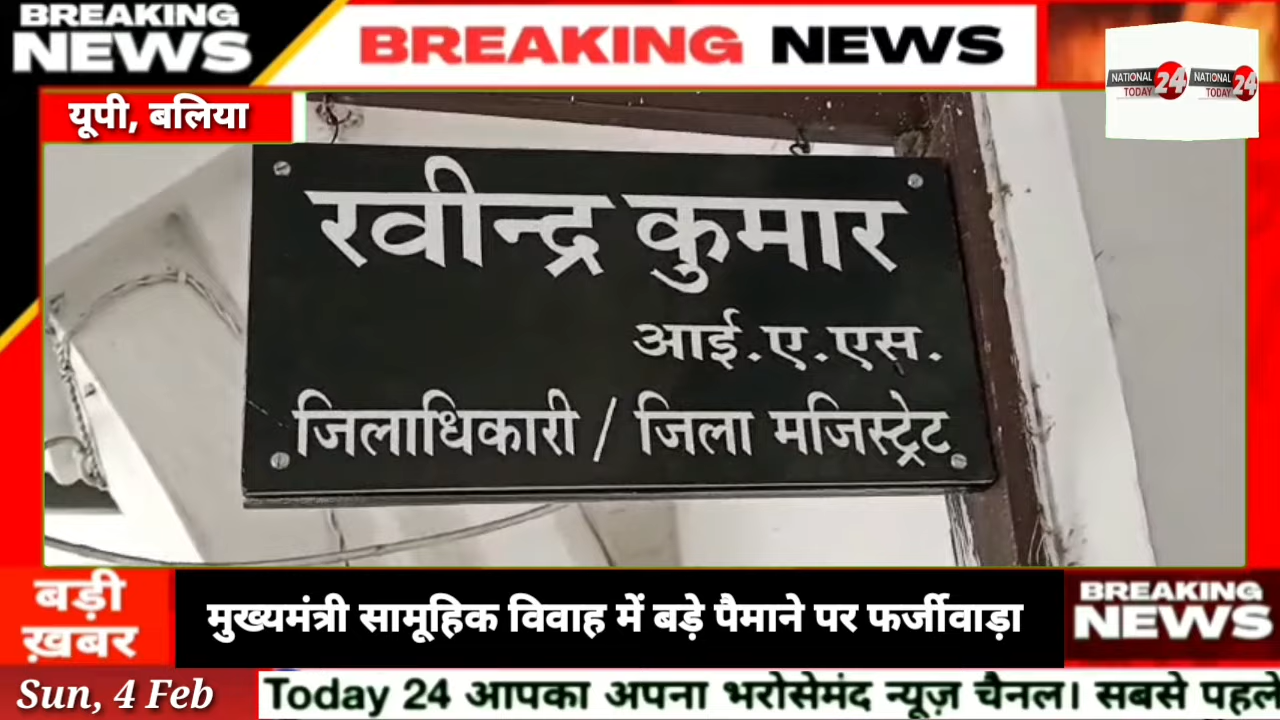 BREAKING
NEWS
BREAKING NEWS
NATIONAL
TODAY 24
NATIONAL
TODAY 24
यूपी, बलिया
रवीन्द्र कुमार
आई.ए.एस.
जिलाधिकारी / जिला मजिस्ट्रेट
बड़ी
ख़बर
मुख्यमंत्री सामूहिक विवाह में बड़े पैमाने पर फर्जीवाड़ा
BREAKING
NEWS
Sun, 4 Feb
Today 24 आपका अपना भरोसेमंद न्यूज़ चैनल। सबसे पहले